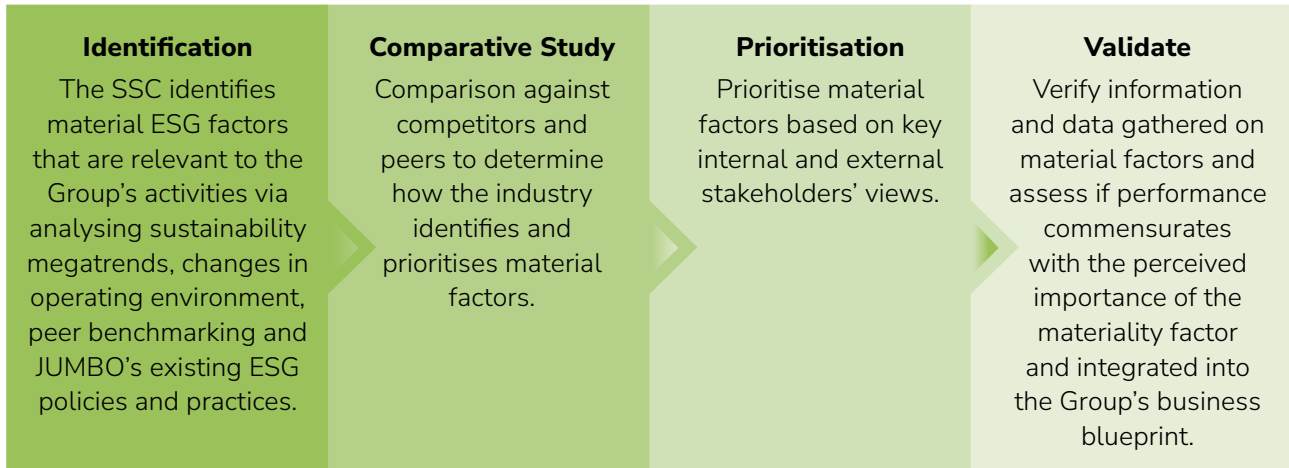 Identification
The SSC identifies
material ESG factors
that are relevant to the
Group’s activities via
analysing sustainability
megatrends, changes in
operating environment,
peer benchmarking and
JUMBO’s existing ESG
policies and practices.
Comparative Study
Comparison against
competitors and
peers to determine
how the industry
identifies and
prioritises material
factors.
Prioritisation
Prioritise material
factors based on key
internal and external
stakeholders’ views.
Validate
Verify information
and data gathered on
material factors and
assess if performance
commensurates
with the perceived
importance of the
materiality factor
and integrated into
the Group’s business
blueprint.